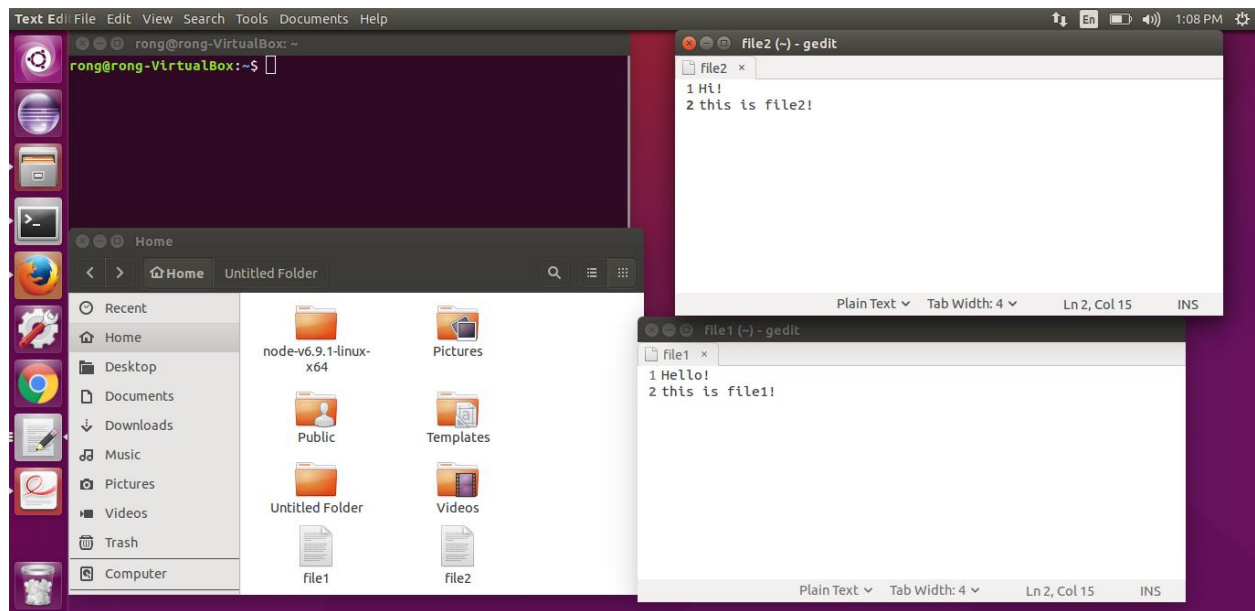 Text Edi File Edit View Search Tools Documents Help
En 1:08 PM
rong@rong-VirtualBox: ~
rong@rong-VirtualBox:~$
file2 (~) - gedit
file2 ×
1 Hi!
2 this is file2!
Plain Text Tab Width: 4 Ln 2, Col 15 INS
Home
Home Untitled Folder
Recent
Home
Desktop
Documents
Downloads
Music
Pictures
Videos
Trash
Computer
node-v6.9.1-linux-
x64
Pictures
Public
Templates
Untitled Folder
Videos
file1
file2
file1 (~) - gedit
file1 ×
1 Hello!
2 this is file1!
Plain Text Tab Width: 4 Ln 2, Col 15 INS